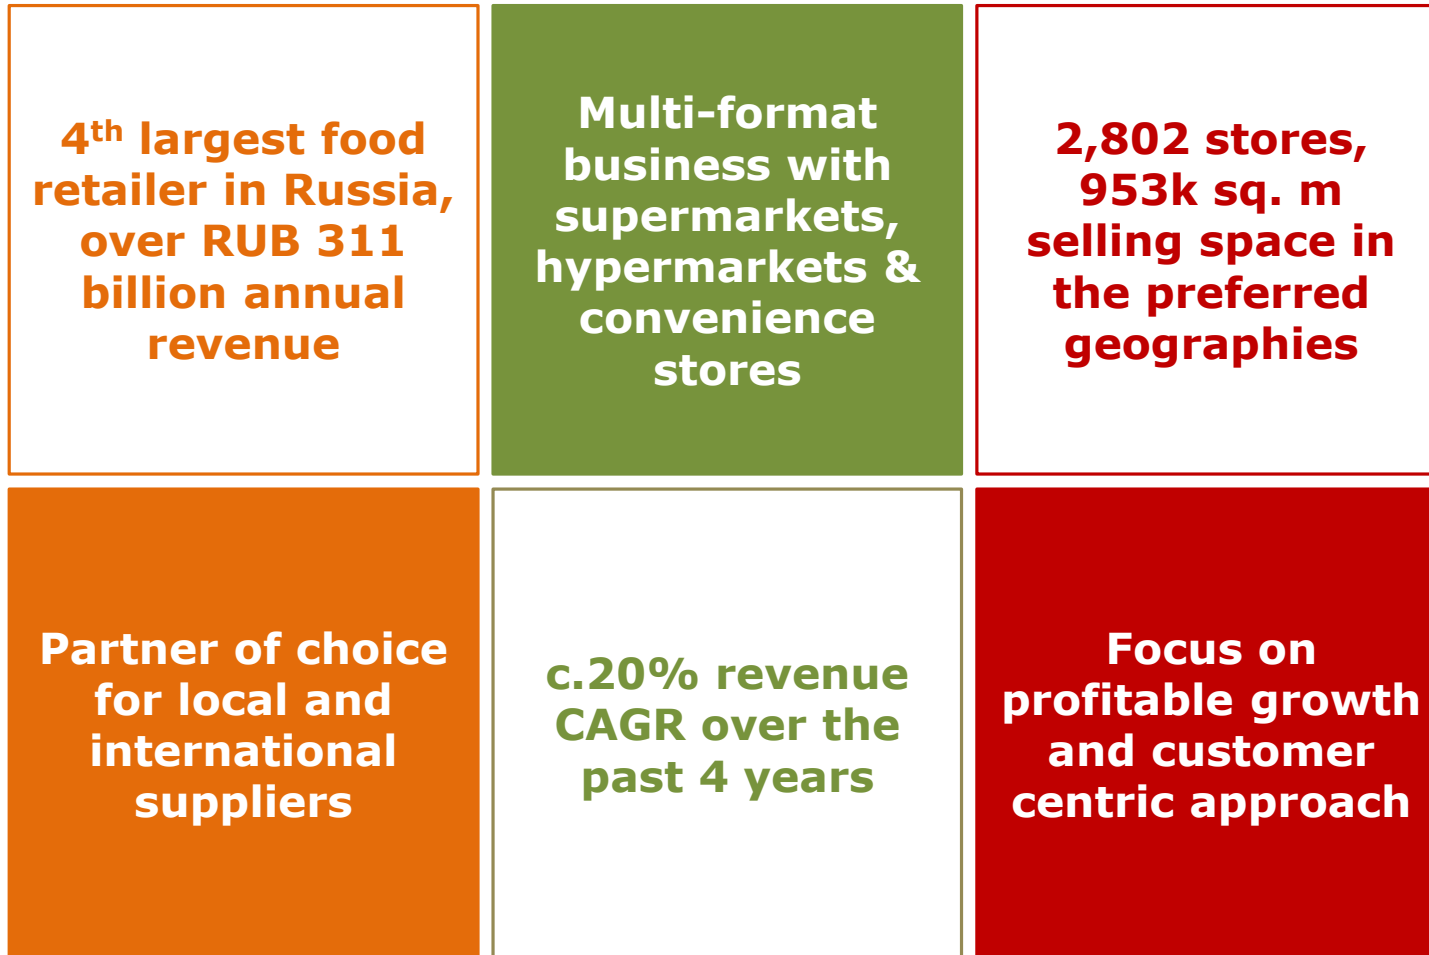 4th largest food
retailer in Russia,
over RUB 311
billion annual
revenue
Multi-format
business with
supermarkets,
hypermarkets &
convenience
stores
2,802 stores,
953k sq. m
selling space in
the preferred
geographies
Partner of choice
for local and
international
suppliers
c.20% revenue
CAGR over the
past 4 years
Focus on
profitable growth
and customer
centric approach